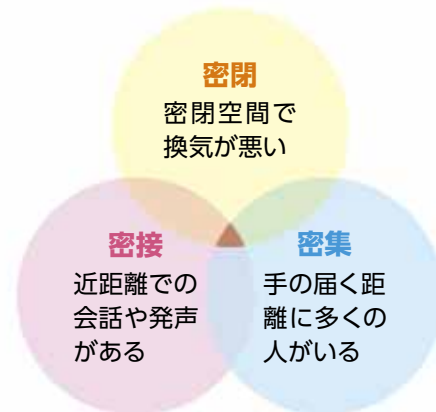 密閉
密閉空間で
換気が悪い
密接
近距離での
会話や発声
がある
密集
手の届く距
離に多くの
人がいる